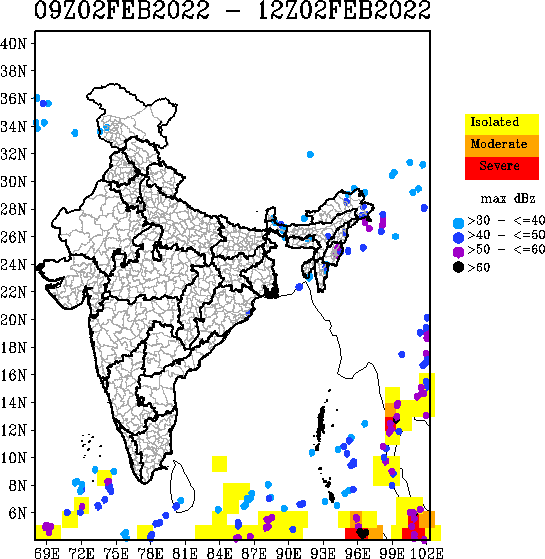 09Z02FEB2022 - 12Z02FEB2022
40N
38N
36N
34N
32N
30N
28N
26N
24N
22N
20N
18N
16N
14N
12N
10N
8N
6N
69E 72E 75E 78E 81E 84E 87E 90E 93E 96E 99E 102E
Isolated
Moderate
Severe
max dBz
>30 - <=40
>40 - <=50
>50 - <=60
>60